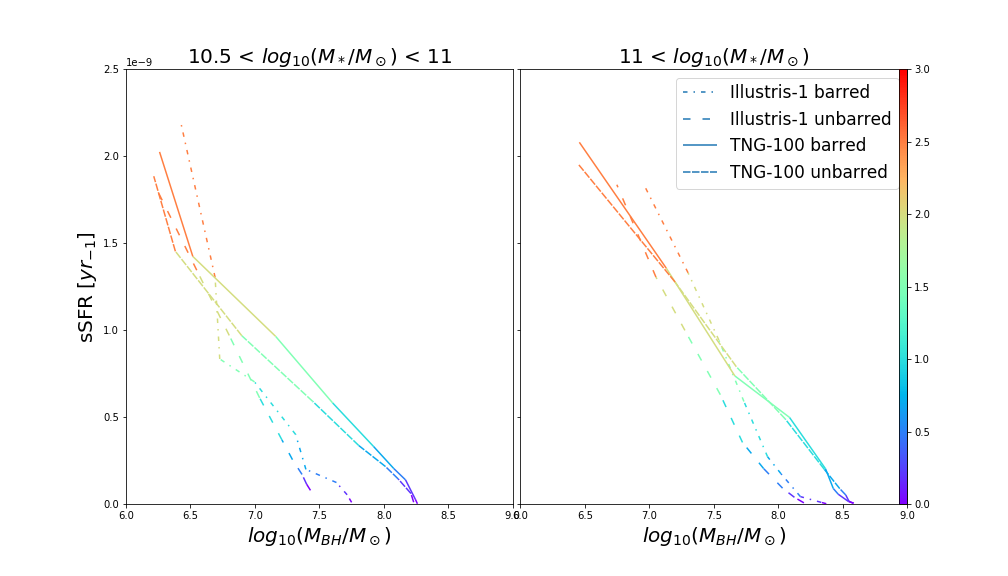 10.5 < log10(M*/M⊙) < 11
11 < log10(M*/M⊙)
1e−9
2.5
2.0
1.5
1.0
0.5
0.0
sSFR [yr−1]
Illustris-1 barred
Illustris-1 unbarred
TNG-100 barred
TNG-100 unbarred
3.0
2.5
2.0
1.5
1.0
0.5
0.0
6.0 6.5 7.0 7.5 8.0 8.5 9.0
6.0 6.5 7.0 7.5 8.0 8.5 9.0
log10(MBH/M⊙)
log10(MBH/M⊙)